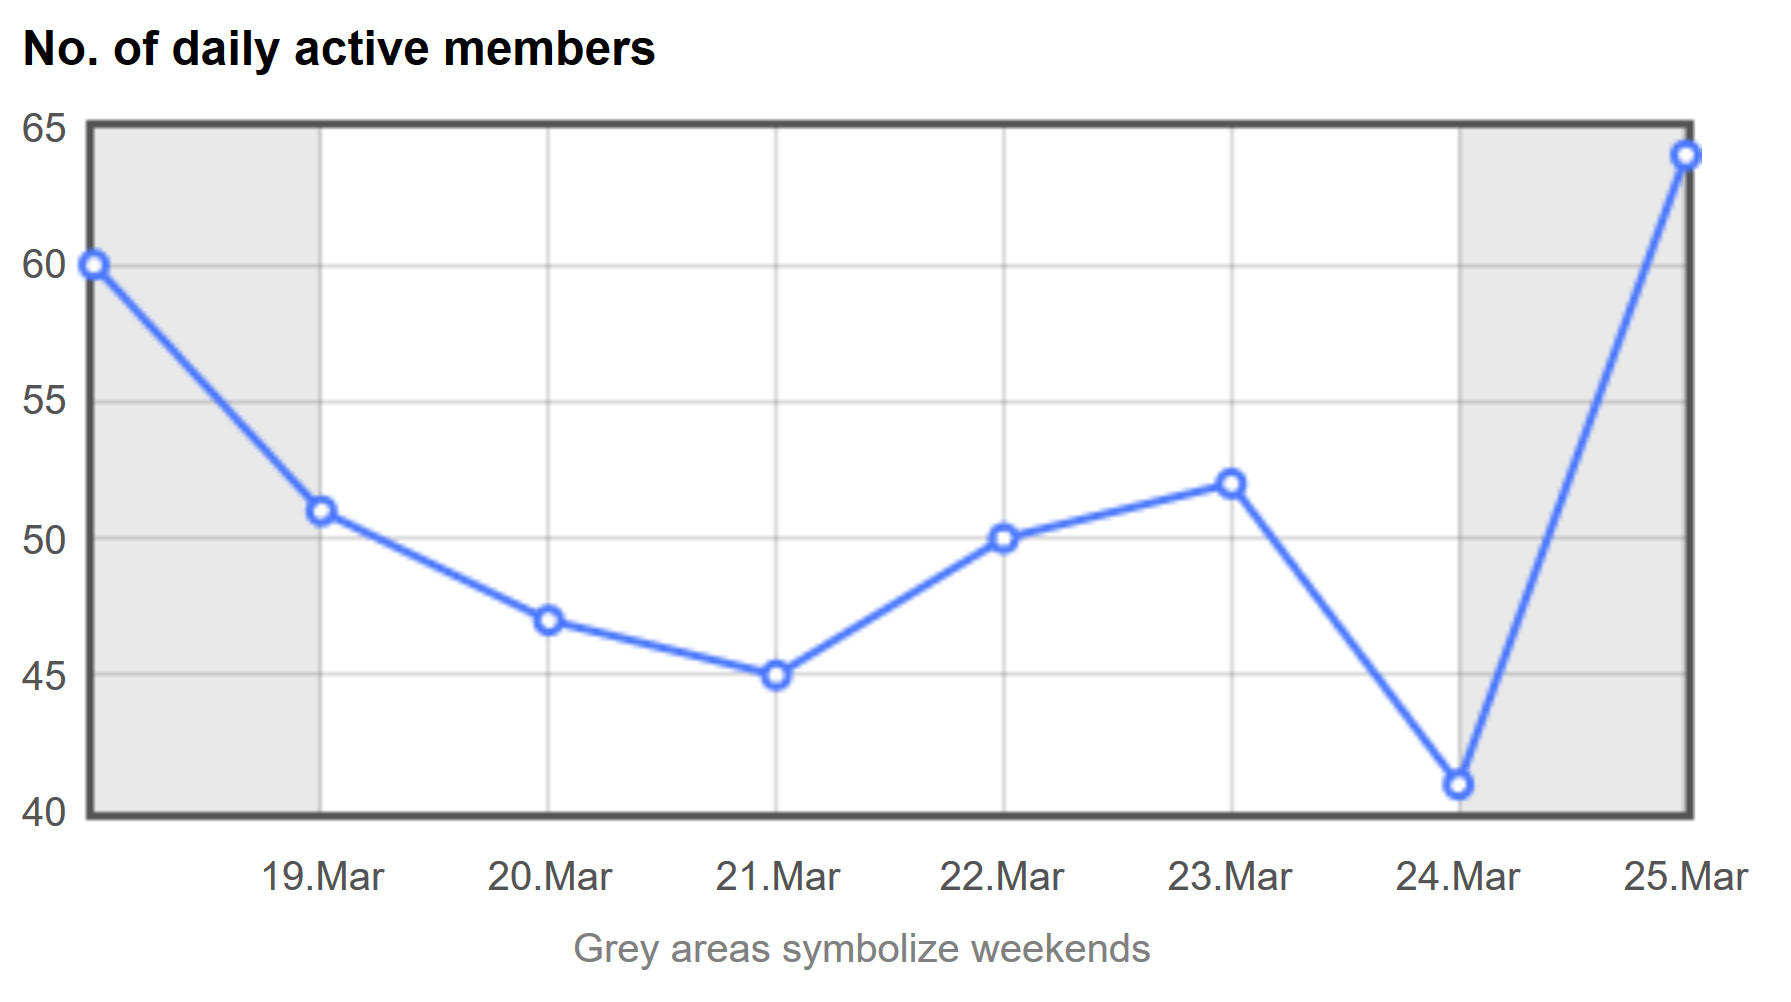 No. of daily active members
65
60
55
50
45
40
19.Mar 20.Mar 21.Mar 22.Mar 23.Mar 24.Mar 25.Mar
Grey areas symbolize weekends